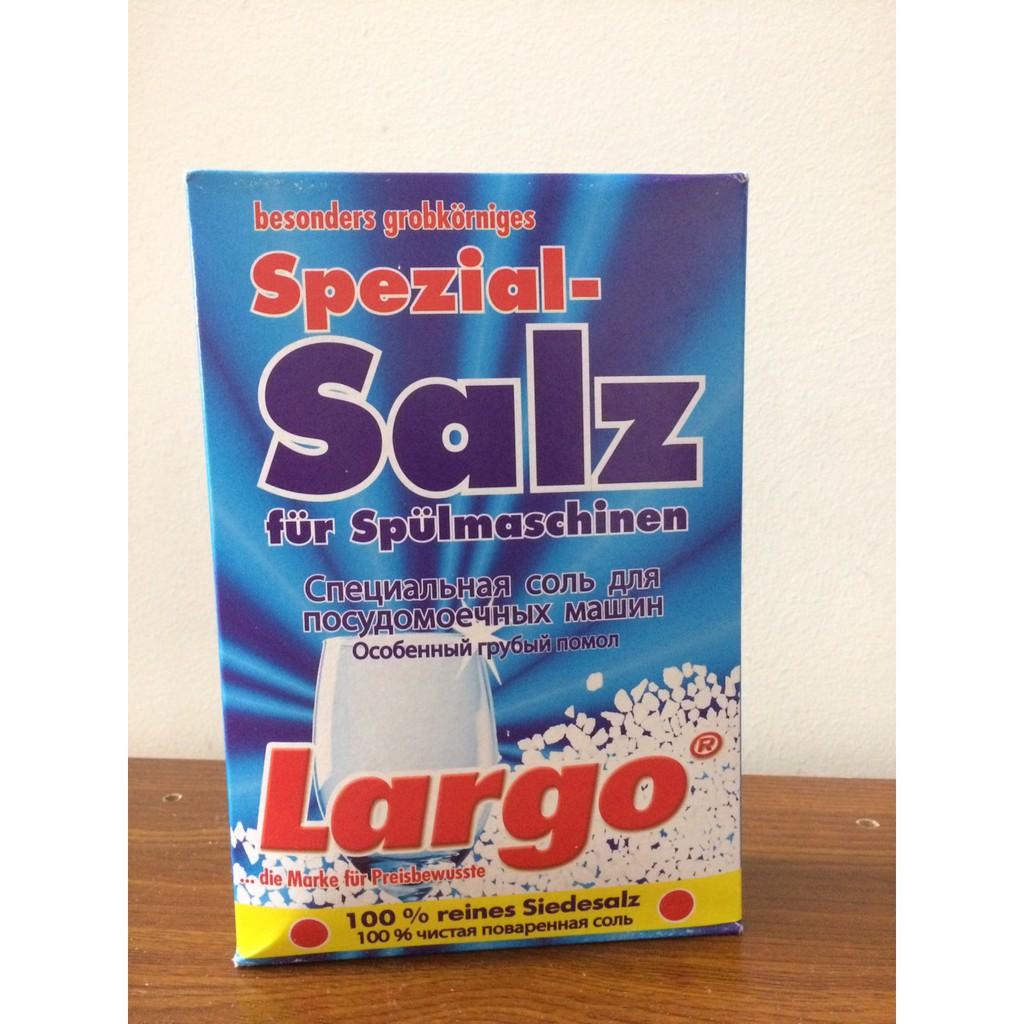 besonders grobkörniges
Spezial-
Salz
für Spülmaschinen
Специальная соль для
посудомоечных машин
Особенный грубый помол
Largo®
... die Marke für Preisbewusste
100 % reines Siedesalz
100 % чистая поваренная соль